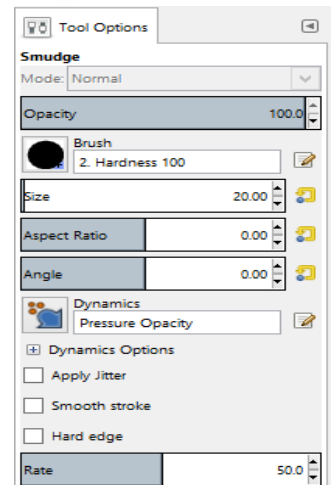 Tool Options
Smudge
Mode: Normal
Opacity 100.0
Brush
2. Hardness 100
Size 20.00
Aspect Ratio 0.00
Angle 0.00
Dynamics
Pressure Opacity
Dynamics Options
Apply Jitter
Smooth stroke
Hard edge
Rate 50.0